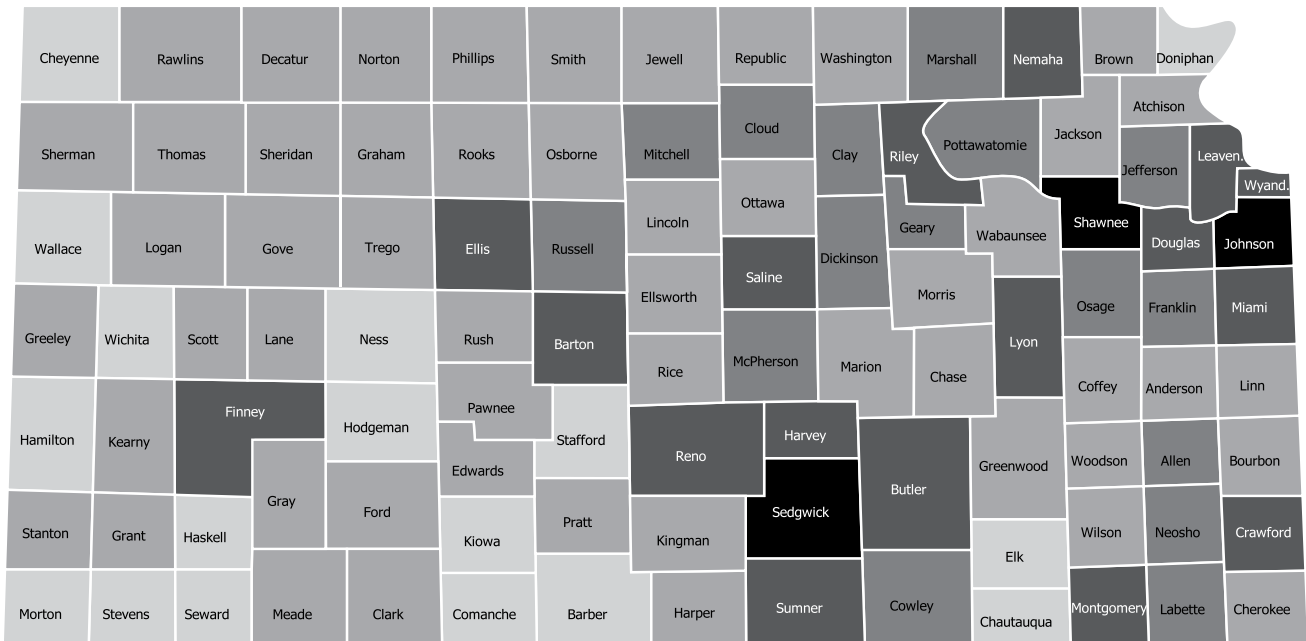 Cheyenne
Rawlins
Decatur
Norton
Phillips
Smith
Jewell
Republic
Washington
Marshall
Nemaha
Brown
Doniphan
Atchison
Sherman
Thomas
Sheridan
Graham
Rooks
Osborne
Mitchell
Cloud
Clay
Riley
Pottawatomie
Jackson
Jefferson
Leaven.
Wyand.
Wallace
Logan
Gove
Trego
Ellis
Russell
Lincoln
Ottawa
Saline
Dickinson
Geary
Wabaunsee
Shawnee
Douglas
Johnson
Greeley
Wichita
Scott
Lane
Ness
Rush
Barton
Ellsworth
Rice
McPherson
Marion
Morris
Chase
Lyon
Osage
Franklin
Miami
Coffey
Anderson
Linn
Hamilton
Kearny
Finney
Hodgeman
Pawnee
Stafford
Edwards
Gray
Ford
Reno
Harvey
Sedgwick
Butler
Greenwood
Woodson
Allen
Bourbon
Stanton
Grant
Haskell
Kiowa
Pratt
Kingman
Elk
Wilson
Neosho
Crawford
Morton
Stevens
Seward
Meade
Clark
Comanche
Barber
Harper
Sumner
Cowley
Chautauqua
Montgomery
Labette
Cherokee